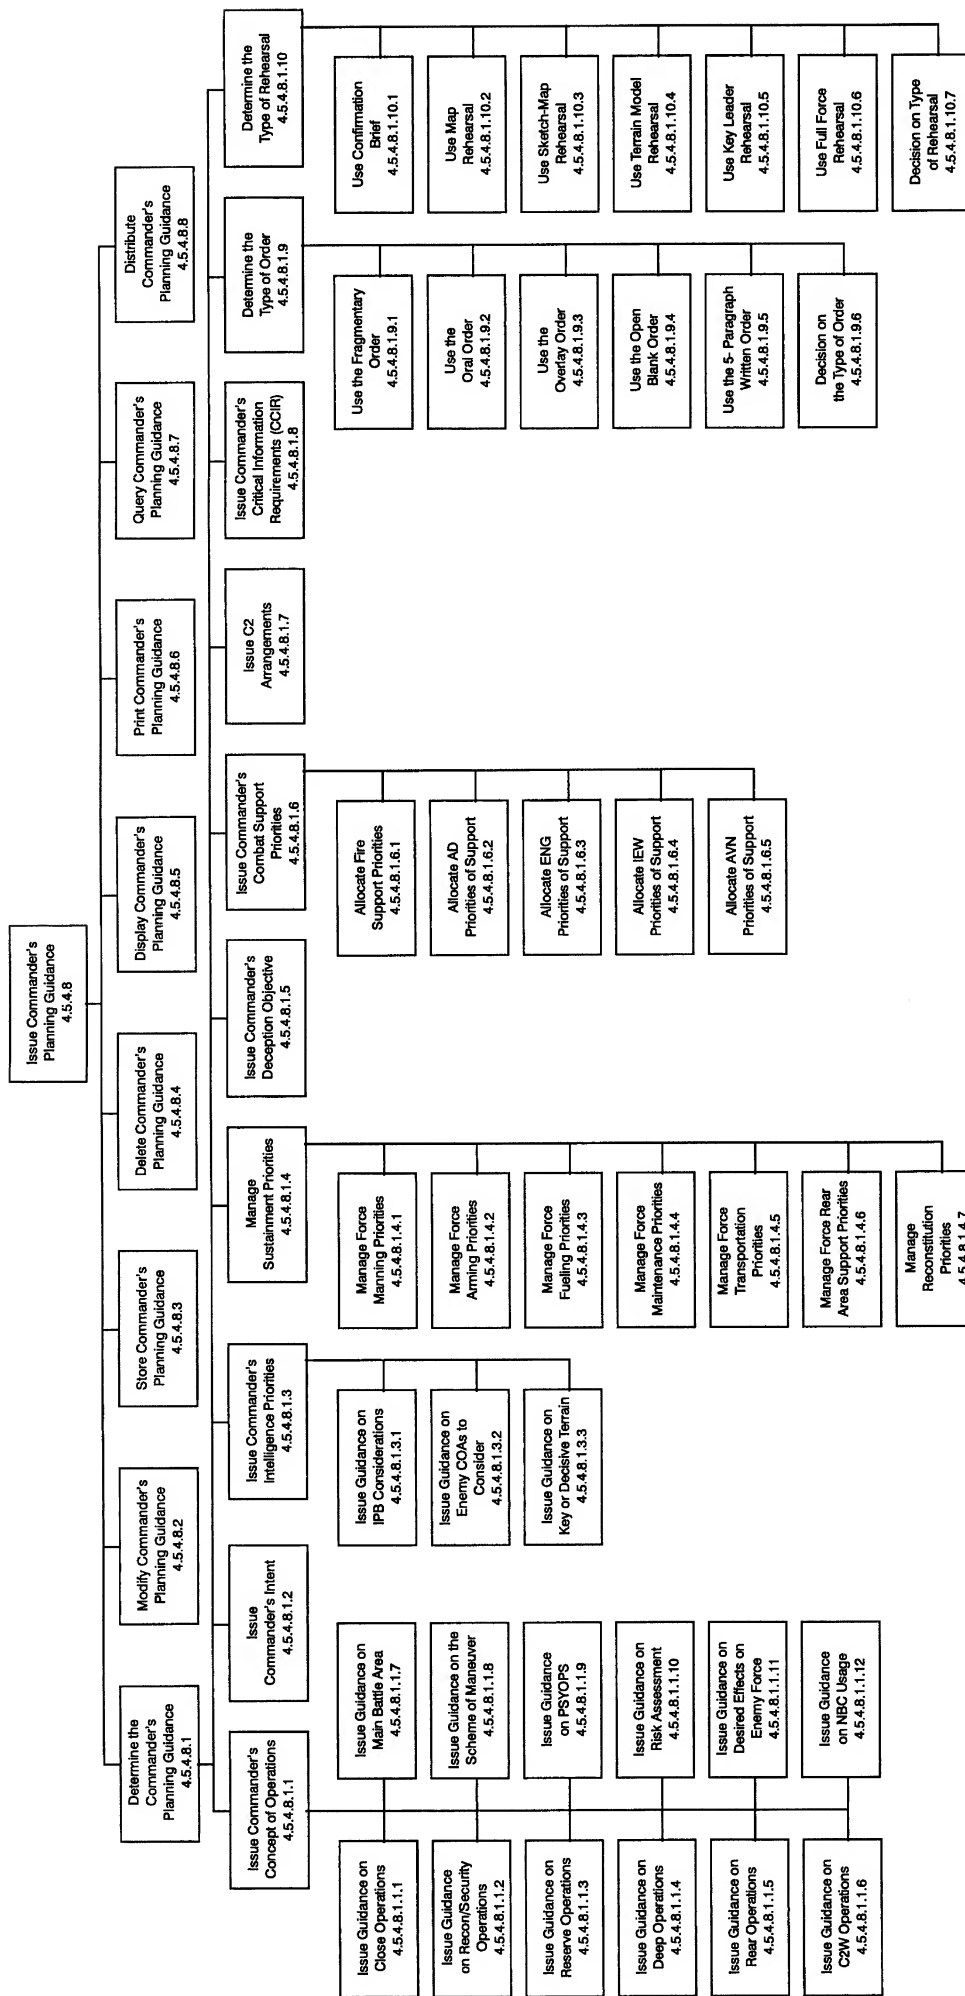 Issue Commander's
Planning Guidance
4.5.4.8
Determine the
Commander's
Planning Guidance
4.5.4.8.1
Modify Commander's
Planning Guidance
4.5.4.8.2
Store Commander's
Planning Guidance
4.5.4.8.3
Delete Commander's
Planning Guidance
4.5.4.8.4
Display Commander's
Planning Guidance
4.5.4.8.5
Print Commander's
Planning Guidance
4.5.4.8.6
Query Commander's
Planning Guidance
4.5.4.8.7
Distribute
Commander's
Planning Guidance
4.5.4.8.8
Issue Commander's
Concept of Operations
4.5.4.8.1.1
Issue
Commander's Intent
4.5.4.8.1.2
Issue Commander's
Intelligence Priorities
4.5.4.8.1.3
Manage
Sustainment Priorities
4.5.4.8.1.4
Issue Commander's
Deception Objective
4.5.4.8.1.5
Issue Commander's
Combat Support
Priorities
4.5.4.8.1.6
Issue C2
Arrangements
4.5.4.8.1.7
Issue Commander's
Critical Information
Requirements (CCIR)
4.5.4.8.1.8
Determine the
Type of Order
4.5.4.8.1.9
Determine the
Type of Rehearsal
4.5.4.8.1.10
Issue Guidance on
Close Operations
4.5.4.8.1.1.1
Issue Guidance
on Recon/Security
Operations
4.5.4.8.1.1.2
Issue Guidance on
Reserve Operations
4.5.4.8.1.1.3
Issue Guidance on
Deep Operations
4.5.4.8.1.1.4
Issue Guidance on
Rear Operations
4.5.4.8.1.1.5
Issue Guidance on
C2W Operations
4.5.4.8.1.1.6
Issue Guidance on
Main Battle Area
4.5.4.8.1.1.7
Issue Guidance on the
Scheme of Maneuver
4.5.4.8.1.1.8
Issue Guidance
on PSYOPS
4.5.4.8.1.1.9
Issue Guidance on
Risk Assessment
4.5.4.8.1.1.10
Issue Guidance on
Desired Effects on
Enemy Force
4.5.4.8.1.1.11
Issue Guidance
on NBC Usage
4.5.4.8.1.1.12
Issue Guidance on
IPB Considerations
4.5.4.8.1.3.1
Issue Guidance on
Enemy COAs to
Consider
4.5.4.8.1.3.2
Issue Guidance on
Key or Decisive Terrain
4.5.4.8.1.3.3
Manage Force
Manning Priorities
4.5.4.8.1.4.1
Manage Force
Arming Priorities
4.5.4.8.1.4.2
Manage Force
Fueling Priorities
4.5.4.8.1.4.3
Manage Force
Maintenance Priorities
4.5.4.8.1.4.4
Manage Force
Transportation
Priorities
4.5.4.8.1.4.5
Manage Force Rear
Area Support Priorities
4.5.4.8.1.4.6
Manage
Reconstitution
Priorities
4.5.4.8.1.4.7
Allocate Fire
Support Priorities
4.5.4.8.1.6.1
Allocate AD
Priorities of Support
4.5.4.8.1.6.2
Allocate ENG
Priorities of Support
4.5.4.8.1.6.3
Allocate IEW
Priorities of Support
4.5.4.8.1.6.4
Allocate AVN
Priorities of Support
4.5.4.8.1.6.5
Use the Fragmentary
Order
4.5.4.8.1.9.1
Use the
Oral Order
4.5.4.8.1.9.2
Use the
Overlay Order
4.5.4.8.1.9.3
Use the Open
Blank Order
4.5.4.8.1.9.4
Use the 5- Paragraph
Written Order
4.5.4.8.1.9.5
Decision on
the Type of Order
4.5.4.8.1.9.6
Use Confirmation
Brief
4.5.4.8.1.10.1
Use Map
Rehearsal
4.5.4.8.1.10.2
Use Sketch-Map
Rehearsal
4.5.4.8.1.10.3
Use Terrain Model
Rehearsal
4.5.4.8.1.10.4
Use Key Leader
Rehearsal
4.5.4.8.1.10.5
Use Full Force
Rehearsal
4.5.4.8.1.10.6
Decision on Type
of Rehearsal
4.5.4.8.1.10.7